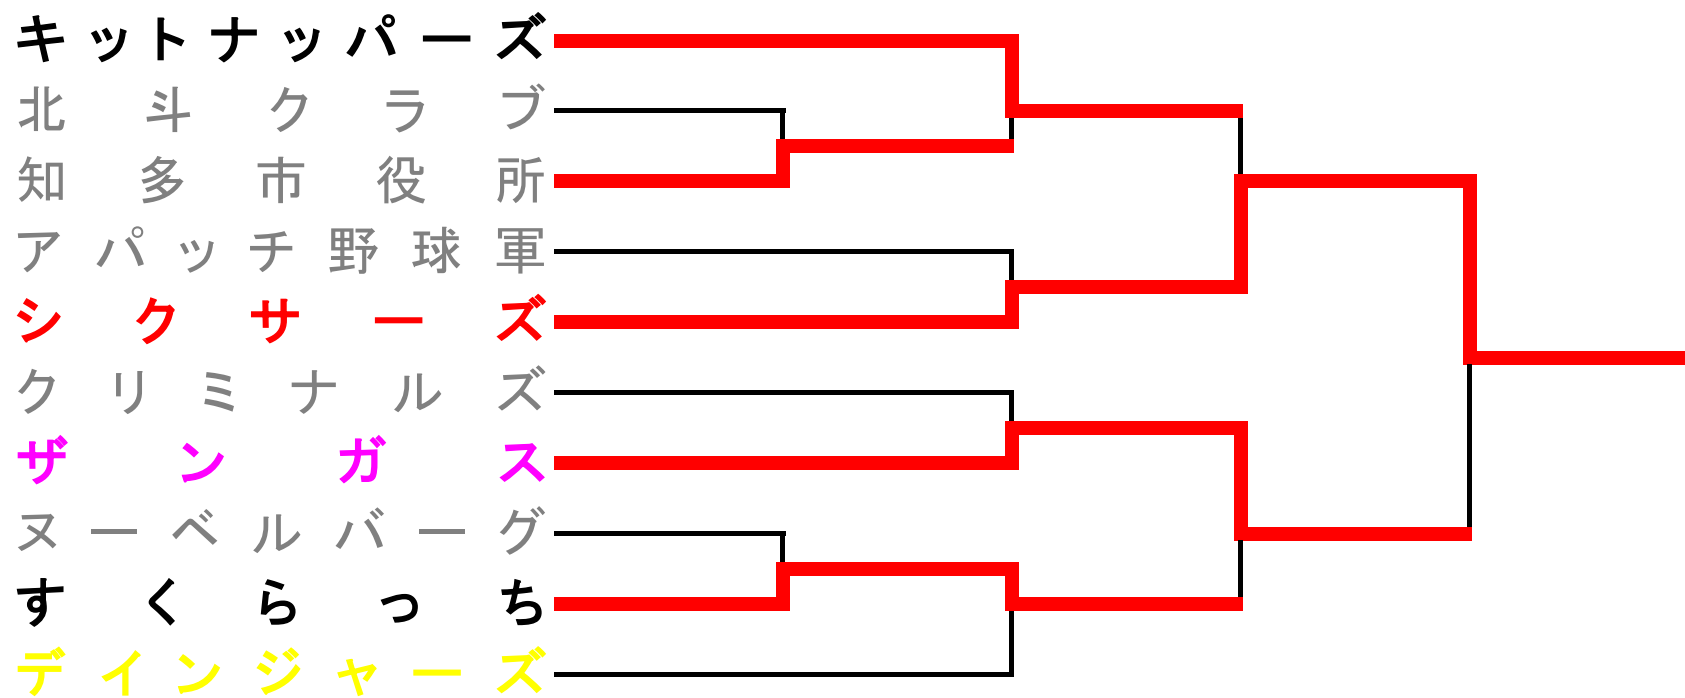 キットナッパーズ
北斗クラブ
知多市役所
アパッチ野球軍
シクサーズ
クリミナルズ
ザンガス
ヌーベルバーグ
すくらっち
デインジャーズ